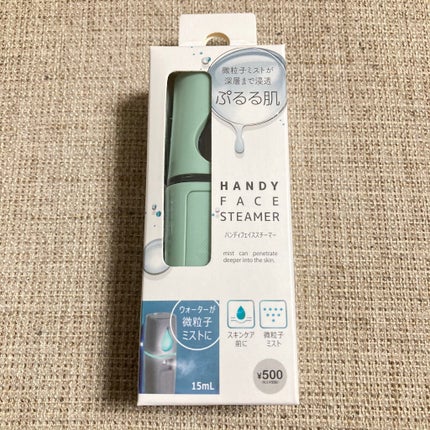 微粒子ミストが
深層まで浸透
ぷるる肌
HANDY
FACE
STEAMER
ハンディフェイススチーマー
mist can penetrate
deeper into the skin.
ウォーターが
微粒子
ミストに
15mL
スキンケア
前に
微粒子
ミスト
¥500